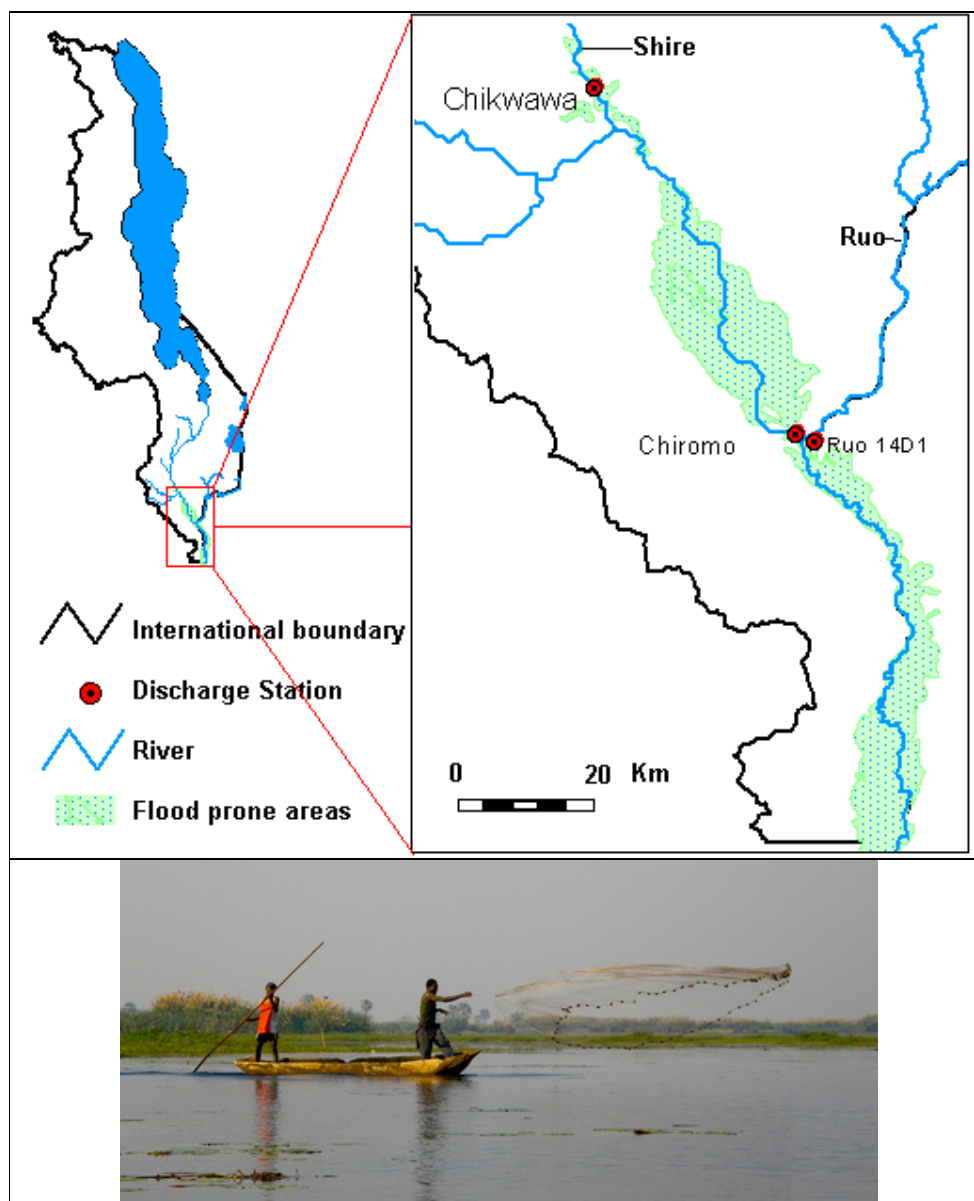 Shire
Chikwawa
Ruo
Chiromo
Ruo 14D1
0 20 Km
International boundary
Discharge Station
River
Flood prone areas